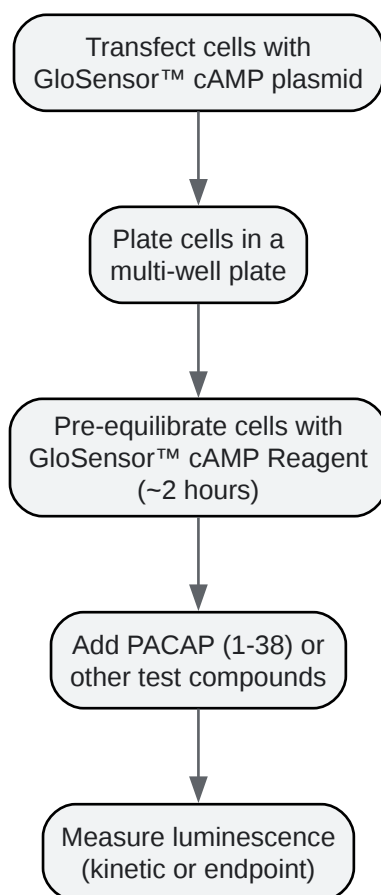 Transfect cells with
GloSensor™ cAMP plasmid
Plate cells in a
multi-well plate
Pre-equilibrate cells with
GloSensor™ cAMP Reagent
(~2 hours)
Add PACAP (1-38) or
other test compounds
Measure luminescence
(kinetic or endpoint)